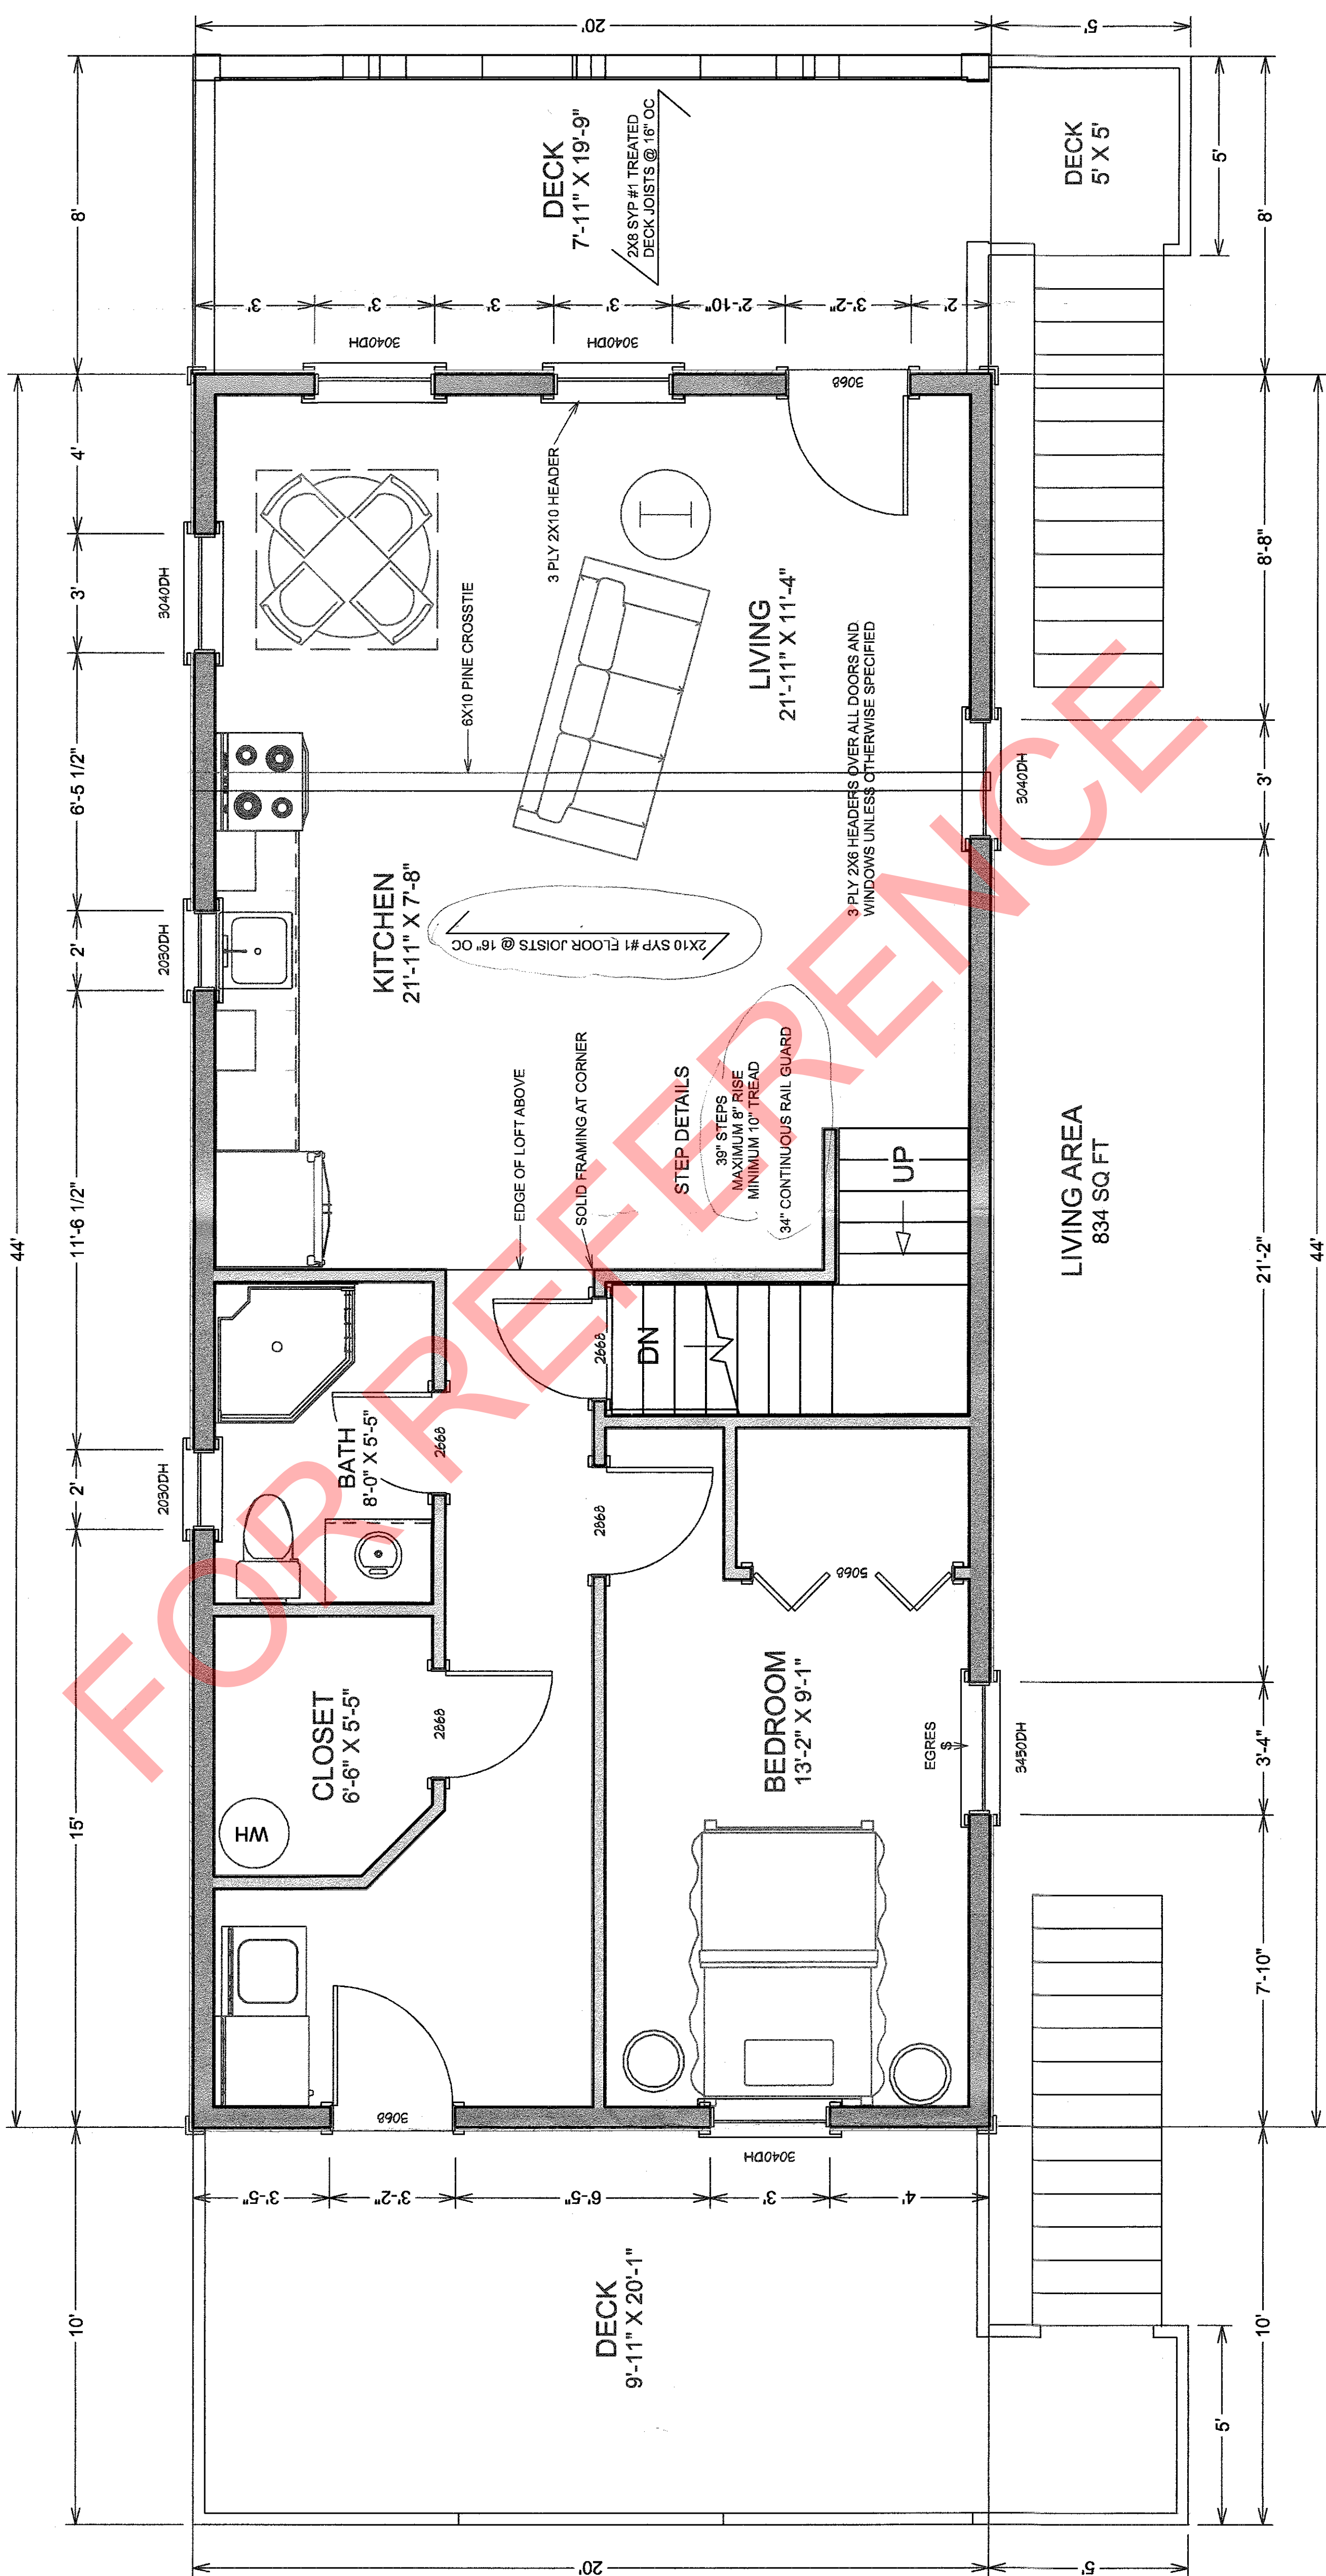 20'
5'
8'
DECK
7'-11" X 19'-9"
2X8 SYP #1 TREATED
DECK JOISTS @ 16" OC
DECK
5' X 5'
5'
8'
3'
3'
3'
3'
2'-10"
3'-2"
2'
3040DH
3040DH
3068
44'
4'
3'
6'-5 1/2"
2'
11'-6 1/2"
2'
15'
10'
3040DH
2030DH
2030DH
3 PLY 2X10 HEADER
6X10 PINE CROSSTIE
LIVING
21'-11" X 11'-4"
3 PLY 2X6 HEADERS OVER ALL DOORS AND
WINDOWS UNLESS OTHERWISE SPECIFIED
KITCHEN
21'-11" X 7'-8"
2X10 SYP #1 FLOOR JOISTS @ 16" OC
EDGE OF LOFT ABOVE
SOLID FRAMING AT CORNER
STEP DETAILS
39" STEPS
MAXIMUM 8" RISE
MINIMUM 10" TREAD
34" CONTINUOUS RAIL GUARD
UP
DN
2668
BATH
8'-0" X 5'-5"
2668
2868
5068
CLOSET
6'-6" X 5'-5"
2868
WH
BEDROOM
13'-2" X 9'-1"
EGRES
S
3450DH
3040DH
LIVING AREA
834 SQ FT
8'-8"
3'
21'-2"
3'-4"
7'-10"
10'
44'
3068
3040DH
3'-5"
3'-2"
6'-5"
3'
4'
DECK
9'-11" X 20'-1"
5'
20'
5'
FOR REFERENCE